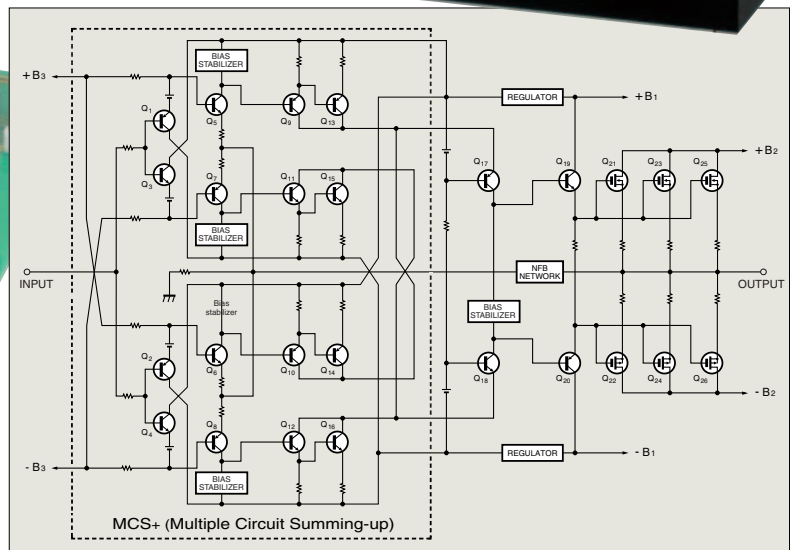 BIAS
STABILIZER
+B3
Q1
Q5
Q9
Q13
REGULATOR
+B1
+B2
Q3
Q7
Q11
Q15
Q17
Q19
Q21
Q23
Q25
BIAS
STABILIZER
INPUT
NFB
NETWORK
OUTPUT
Bias
stabilizer
BIAS
STABILIZER
Q2
Q6
Q10
Q14
Q18
Q20
Q22
Q24
Q26
-B2
Q4
Q8
Q12
Q16
-B3
REGULATOR
-B1
BIAS
STABILIZER
MCS+ (Multiple Circuit Summing-up)